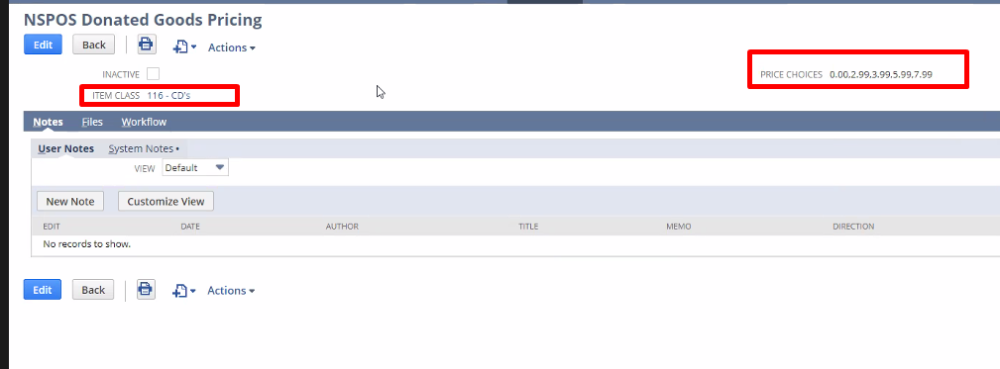 NSPOS Donated Goods Pricing
Edit Back Actions
INACTIVE
PRICE CHOICES 0.00,2.99,3.99,5.99,7.99
ITEM CLASS 116 - CD's
Notes Files Workflow
User Notes System Notes •
VIEW Default
New Note Customize View
EDIT DATE AUTHOR TITLE MEMO DIRECTION
No records to show.
Edit Back Actions